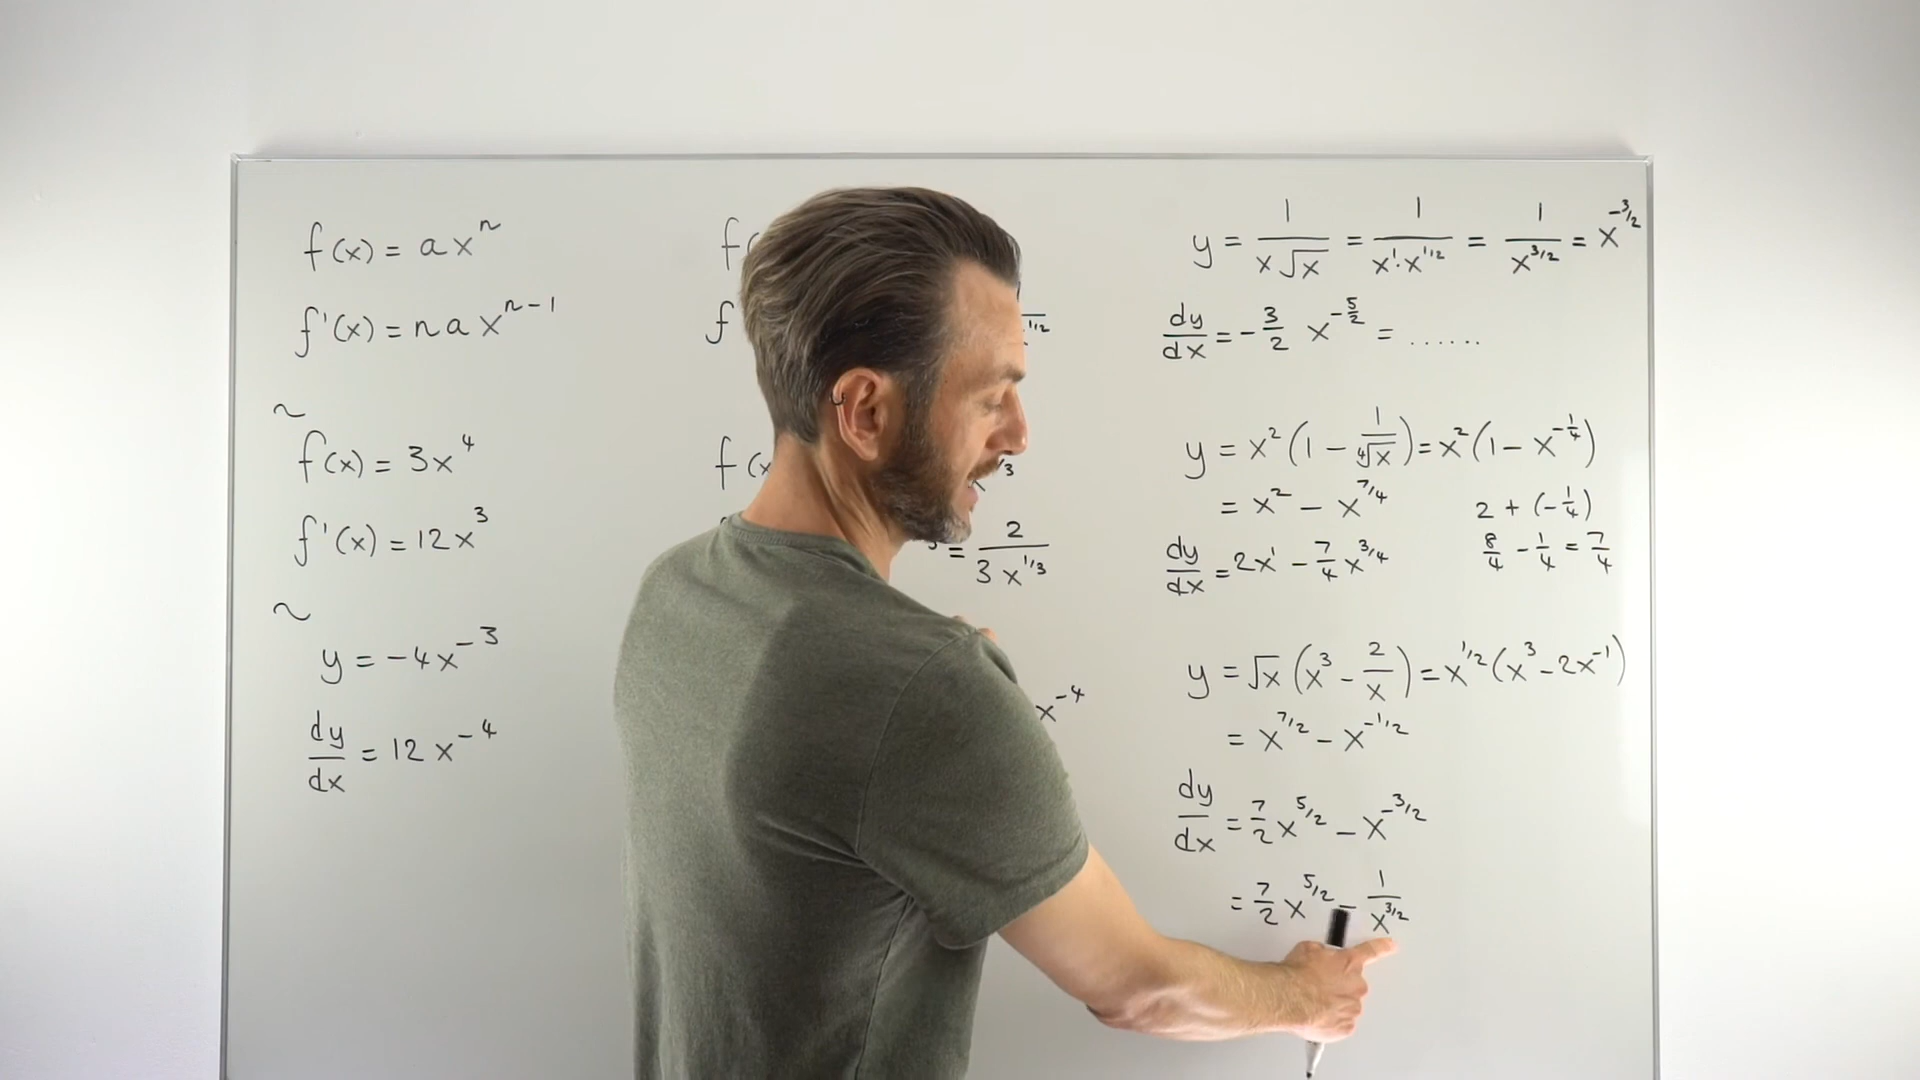 f(x) = ax^n
f'(x) = nax^{n-1}
~
f(x) = 3x^4
f'(x) = 12x^3
~
y = -4x^{-3}
dy/dx = 12x^{-4}
f(
f'
^{1/2}
f(x
^{1/3}
= 2/(3x^{1/3})
x^{-4}
y = 1/(x√x) = 1/(x^1·x^{1/2}) = 1/x^{3/2} = x^{-3/2}
dy/dx = -3/2 x^{-5/2} = ......
y = x^2(1 - 1/∜x) = x^2(1 - x^{-1/4})
= x^2 - x^{7/4}
2 + (-1/4)
8/4 - 1/4 = 7/4
dy/dx = 2x^1 - 7/4 x^{3/4}
y = √x(x^3 - 2/x) = x^{1/2}(x^3 - 2x^{-1})
= x^{7/2} - x^{-1/2}
dy/dx = 7/2 x^{5/2} - x^{-3/2}
= 7/2 x^{5/2} - 1/x^{3/2}